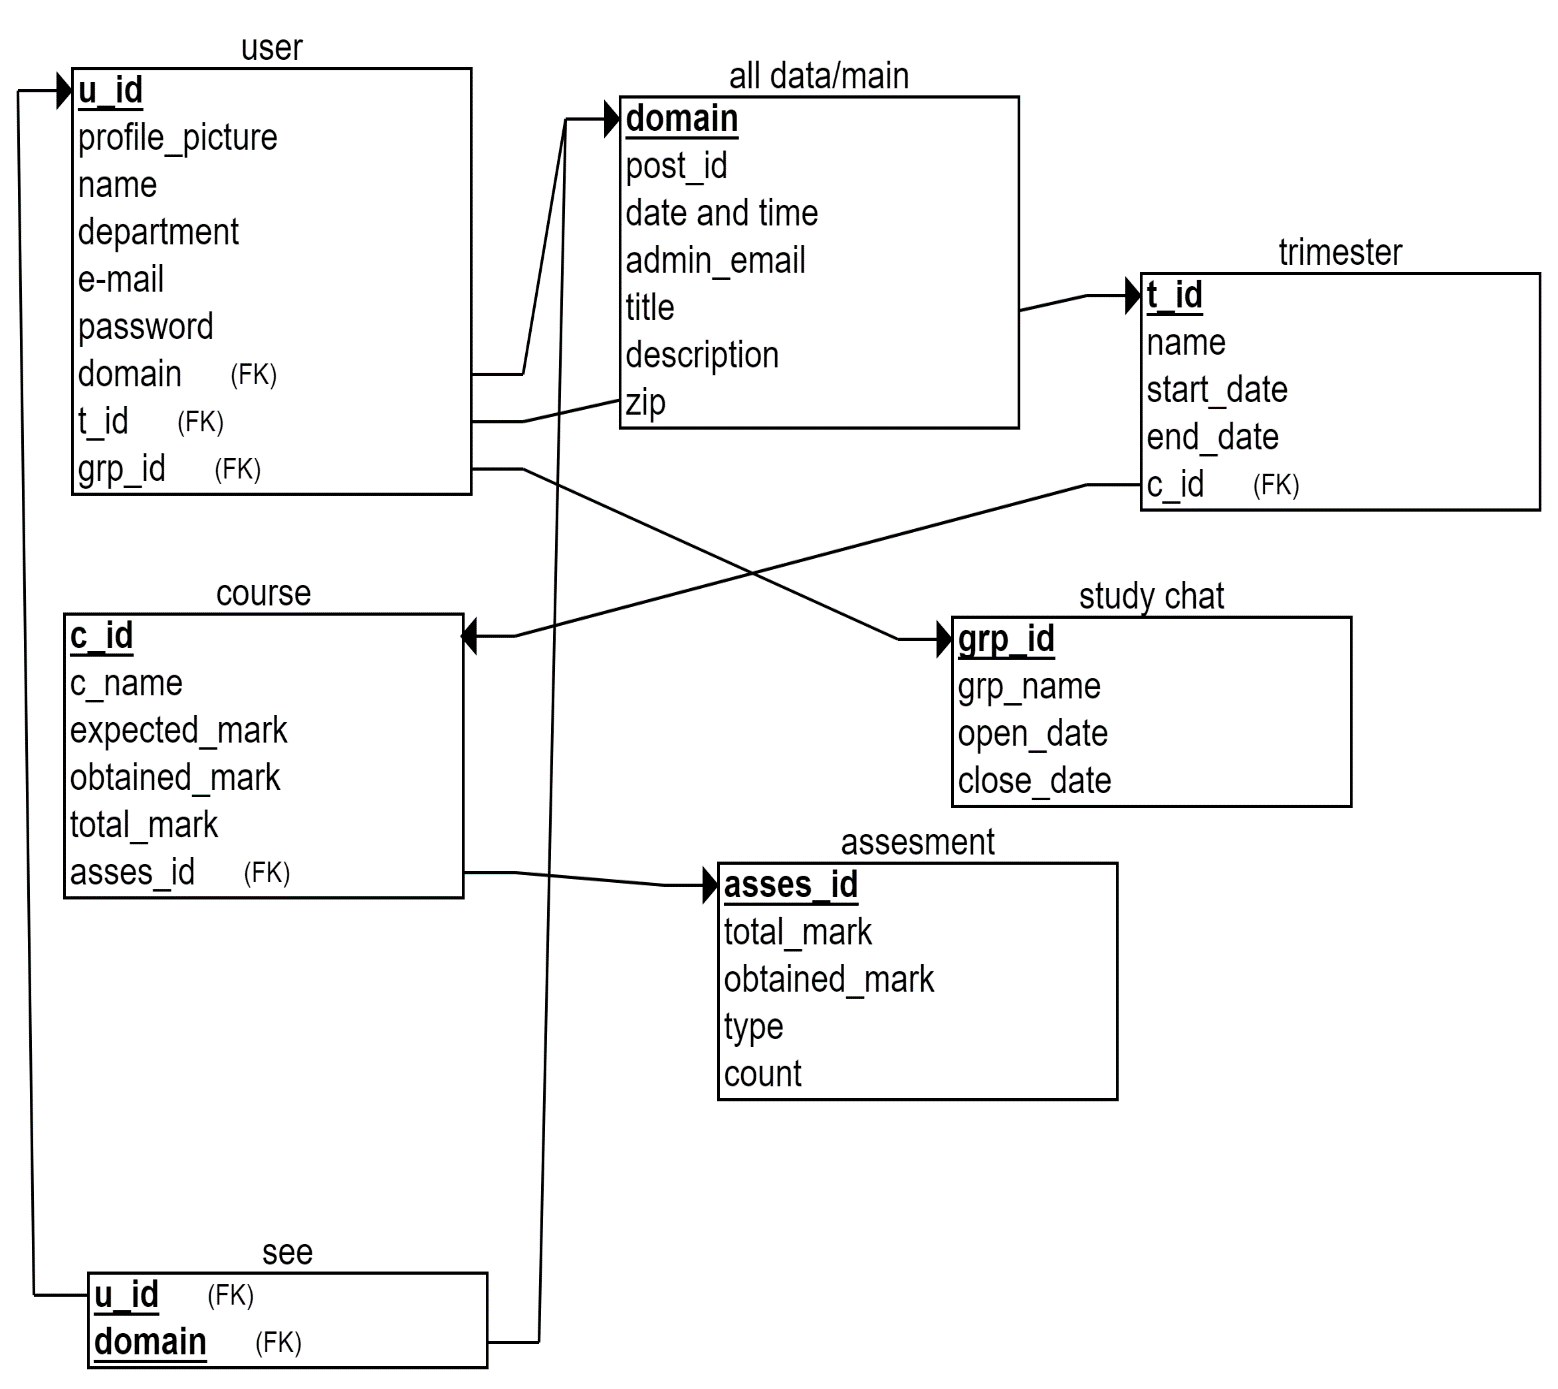 user
u_id
profile_picture
name
department
e-mail
password
domain (FK)
t_id (FK)
grp_id (FK)
all data/main
domain
post_id
date and time
admin_email
title
description
zip
trimester
t_id
name
start_date
end_date
c_id (FK)
course
c_id
c_name
expected_mark
obtained_mark
total_mark
asses_id (FK)
study chat
grp_id
grp_name
open_date
close_date
assesment
asses_id
total_mark
obtained_mark
type
count
see
u_id (FK)
domain (FK)